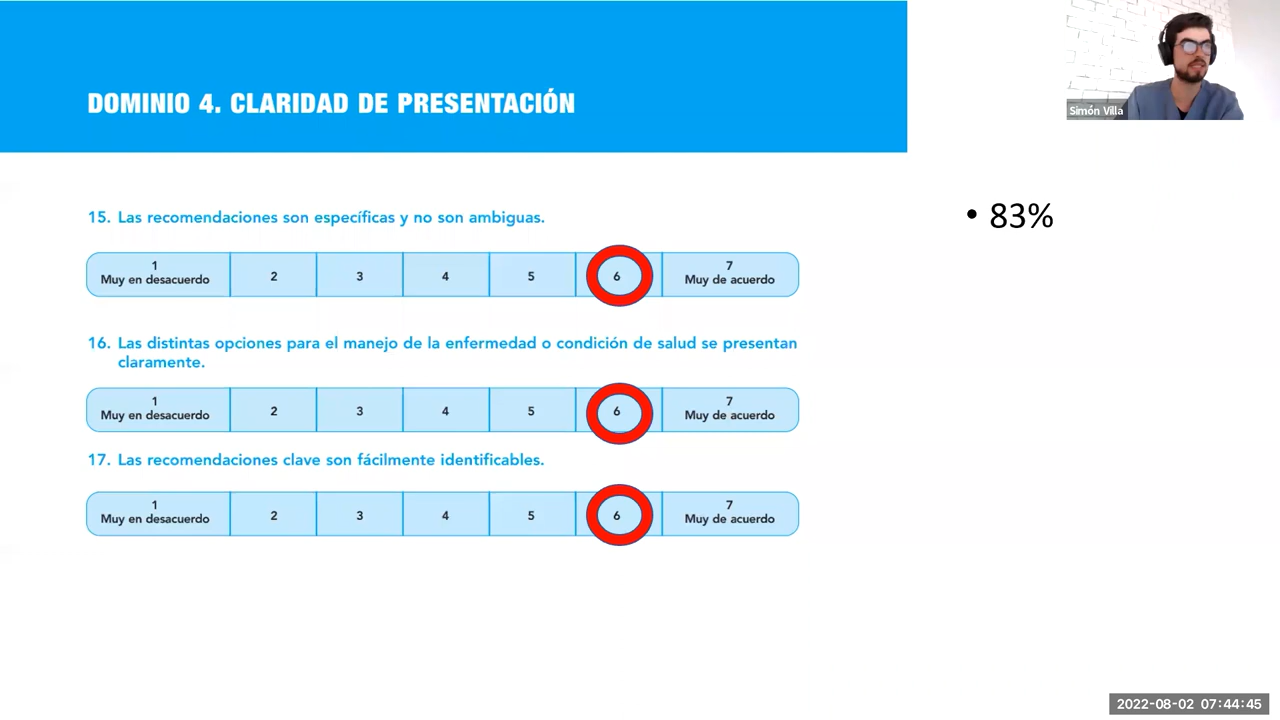 DOMINIO 4. CLARIDAD DE PRESENTACIÓN
Simón Villa
• 83%
15. Las recomendaciones son específicas y no son ambiguas.
1 Muy en desacuerdo 2 3 4 5 6 7 Muy de acuerdo
16. Las distintas opciones para el manejo de la enfermedad o condición de salud se presentan
claramente.
1 Muy en desacuerdo 2 3 4 5 6 7 Muy de acuerdo
17. Las recomendaciones clave son fácilmente identificables.
1 Muy en desacuerdo 2 3 4 5 6 7 Muy de acuerdo
2022-08-02 07:44:45